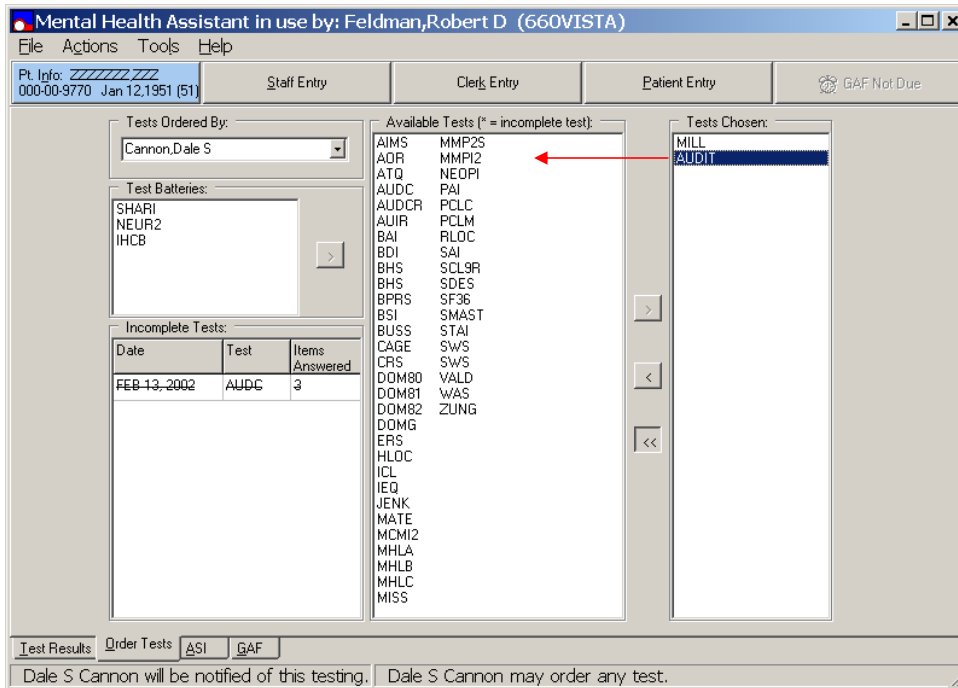 Mental Health Assistant in use by: Feldman,Robert D (660VISTA)
File Actions Tools Help
Pt. Info: ZZZZZZZ,ZZZ
000-00-9770 Jan 12,1951 (51)
Staff Entry
Clerk Entry
Patient Entry
GAF Not Due
Tests Ordered By:
Cannon,Dale S
Test Batteries:
SHARI
NEUR2
IHCB
>
Incomplete Tests:
Date Test Items Answered
FEB 13, 2002 AUDC 3
Available Tests (* = incomplete test):
AIMS MMP2S
AOR MMPI2
ATQ NEOPI
AUDC PAI
AUDCR PCLC
AUIR PCLM
BAI RLOC
BDI SAI
BHS SCL9R
BHS SDES
BPRS SF36
BSI SMAST
BUSS STAI
CAGE SWS
CRS SWS
DOM80 VALD
DOM81 WAS
DOM82 ZUNG
DOMG
ERS
HLOC
ICL
IEQ
JENK
MATE
MCMI2
MHLA
MHLB
MHLC
MISS
>
<
<<
Tests Chosen:
MILL
AUDIT
Test Results Order Tests ASI GAF
Dale S Cannon will be notified of this testing. Dale S Cannon may order any test.